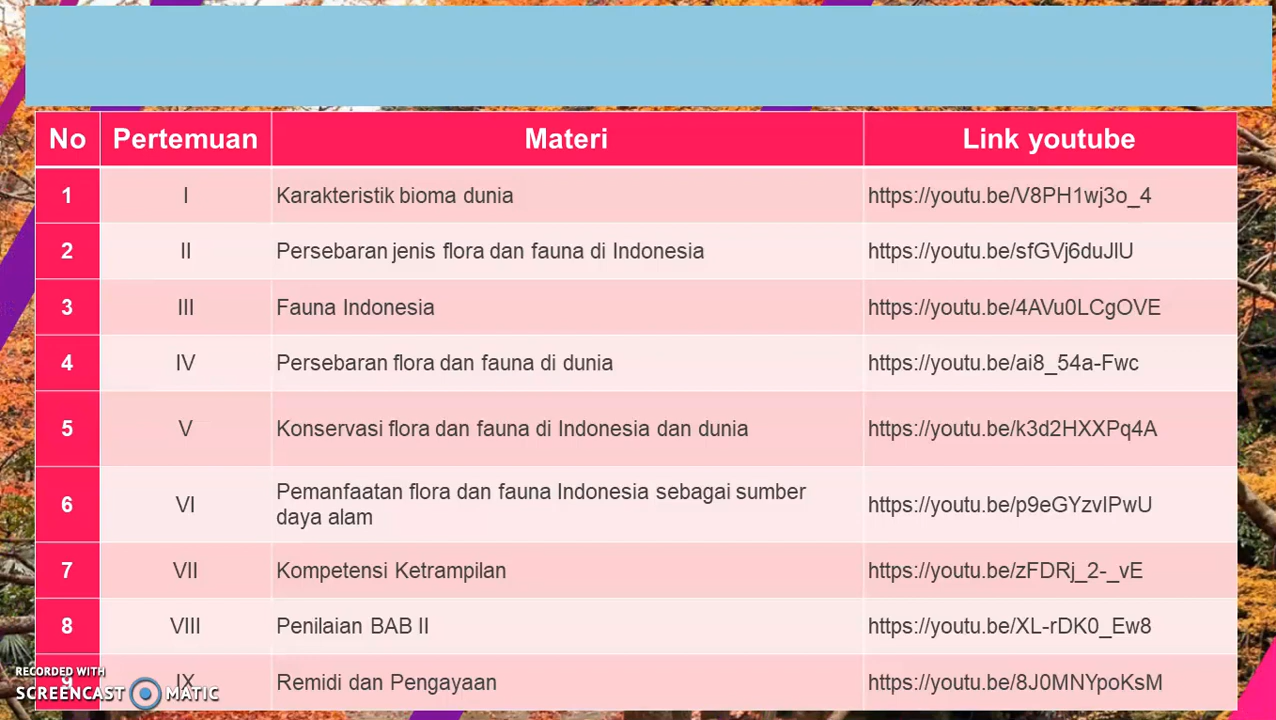 No Pertemuan Materi Link youtube
1 I Karakteristik bioma dunia https://youtu.be/V8PH1wj3o_4
2 II Persebaran jenis flora dan fauna di Indonesia https://youtu.be/sfGVj6duJlU
3 III Fauna Indonesia https://youtu.be/4AVu0LCgOVE
4 IV Persebaran flora dan fauna di dunia https://youtu.be/ai8_54a-Fwc
5 V Konservasi flora dan fauna di Indonesia dan dunia https://youtu.be/k3d2HXXPq4A
6 VI Pemanfaatan flora dan fauna Indonesia sebagai sumber
daya alam https://youtu.be/p9eGYzvIPwU
7 VII Kompetensi Ketrampilan https://youtu.be/zFDRj_2-_vE
8 VIII Penilaian BAB II https://youtu.be/XL-rDK0_Ew8
9 IX Remidi dan Pengayaan https://youtu.be/8J0MNYpoKsM
RECORDED WITH
SCREENCAST MATIC